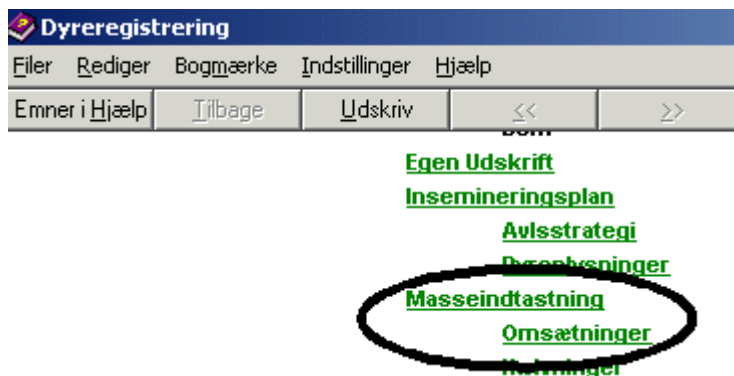 Dyreregistrering
Filer Rediger Bogmærke Indstillinger Hjælp
Emner i Hjælp Tilbage Udskriv << >>
Egen Udskrift
Insemineringsplan
Avlsstrategi
Dyreoplysninger
Masseindtastning
Omsætninger